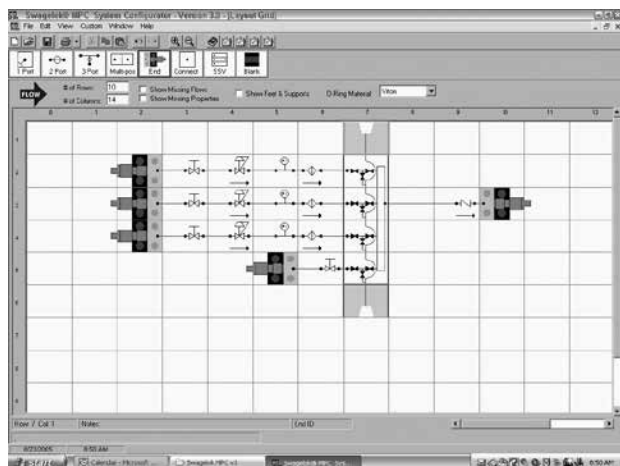 Swagelok® MPC System Configurator - Version 3.0 - [Layout Grid]
File Edit View Custom Window Help
1 Port 2 Port 3 Port Multi-pos End Connect SSV Blank
FLOW
# of Rows: 10
# of Columns: 14
Show Missing Flows
Show Missing Properties
Show Feet & Supports
O-Ring Material Viton
0 1 2 3 4 5 6 7 8 9 10 11 12
1
2
3
4
5
6
7
8
9
Row 7 Col 1 Notes: End ID
8/23/2005 8:50 AM
Calendar - Microsoft ... Swagelok MPC v3 Swagelok MPC Sys...
8:50 AM